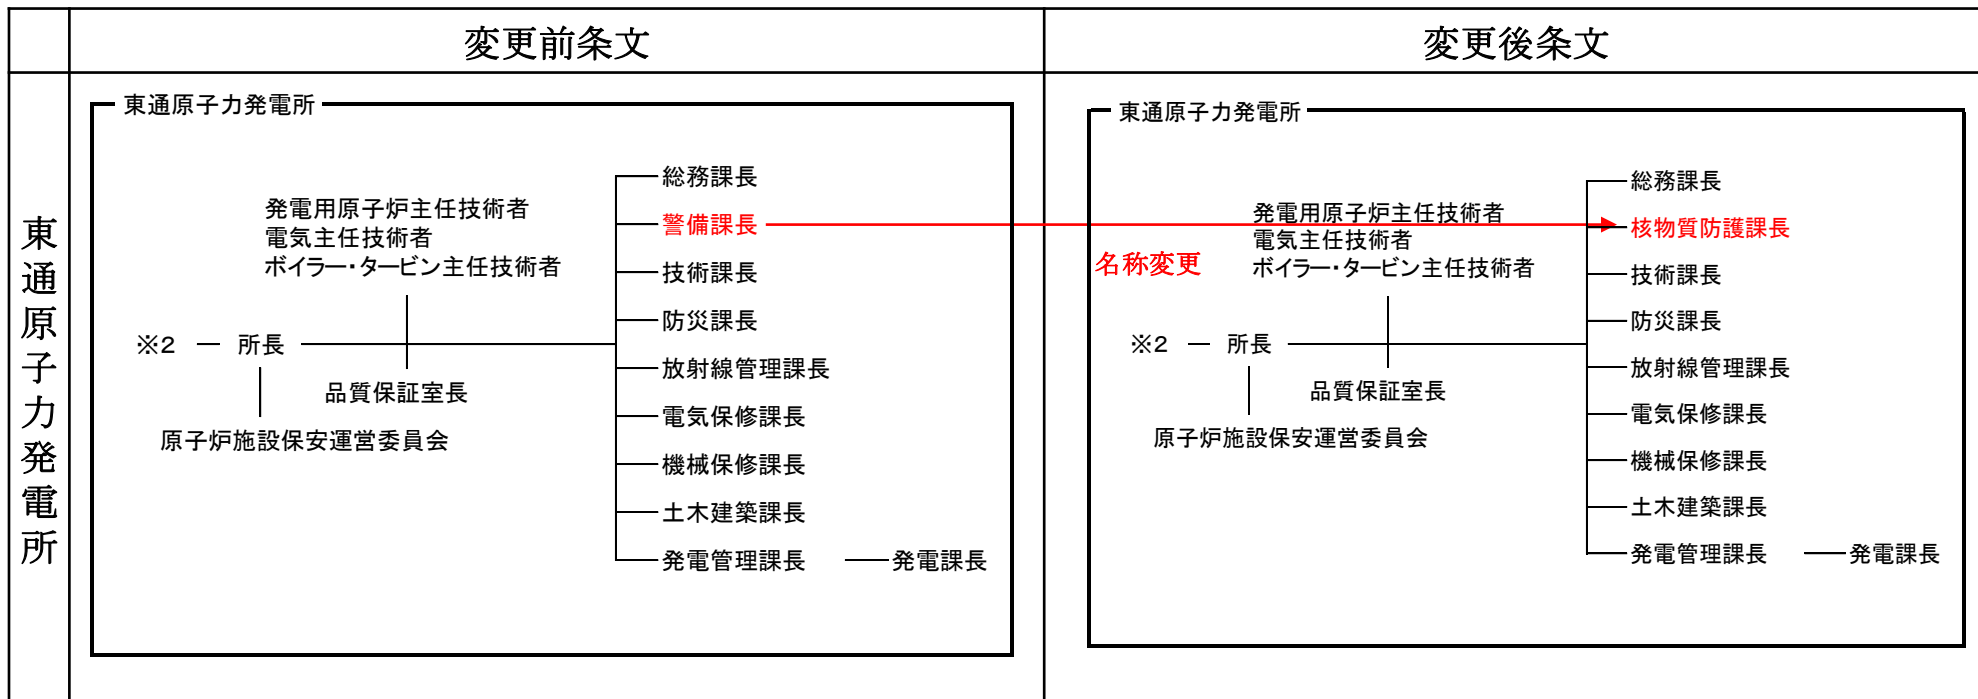 変更前条文
変更後条文
東通原子力発電所
東通原子力発電所
総務課長
警備課長
技術課長
防災課長
放射線管理課長
電気保修課長
機械保修課長
土木建築課長
発電管理課長
発電課長
発電用原子炉主任技術者
電気主任技術者
ボイラー・タービン主任技術者
※2
所長
品質保証室長
原子炉施設保安運営委員会
名称変更
東通原子力発電所
総務課長
核物質防護課長
技術課長
防災課長
放射線管理課長
電気保修課長
機械保修課長
土木建築課長
発電管理課長
発電課長
発電用原子炉主任技術者
電気主任技術者
ボイラー・タービン主任技術者
※2
所長
品質保証室長
原子炉施設保安運営委員会